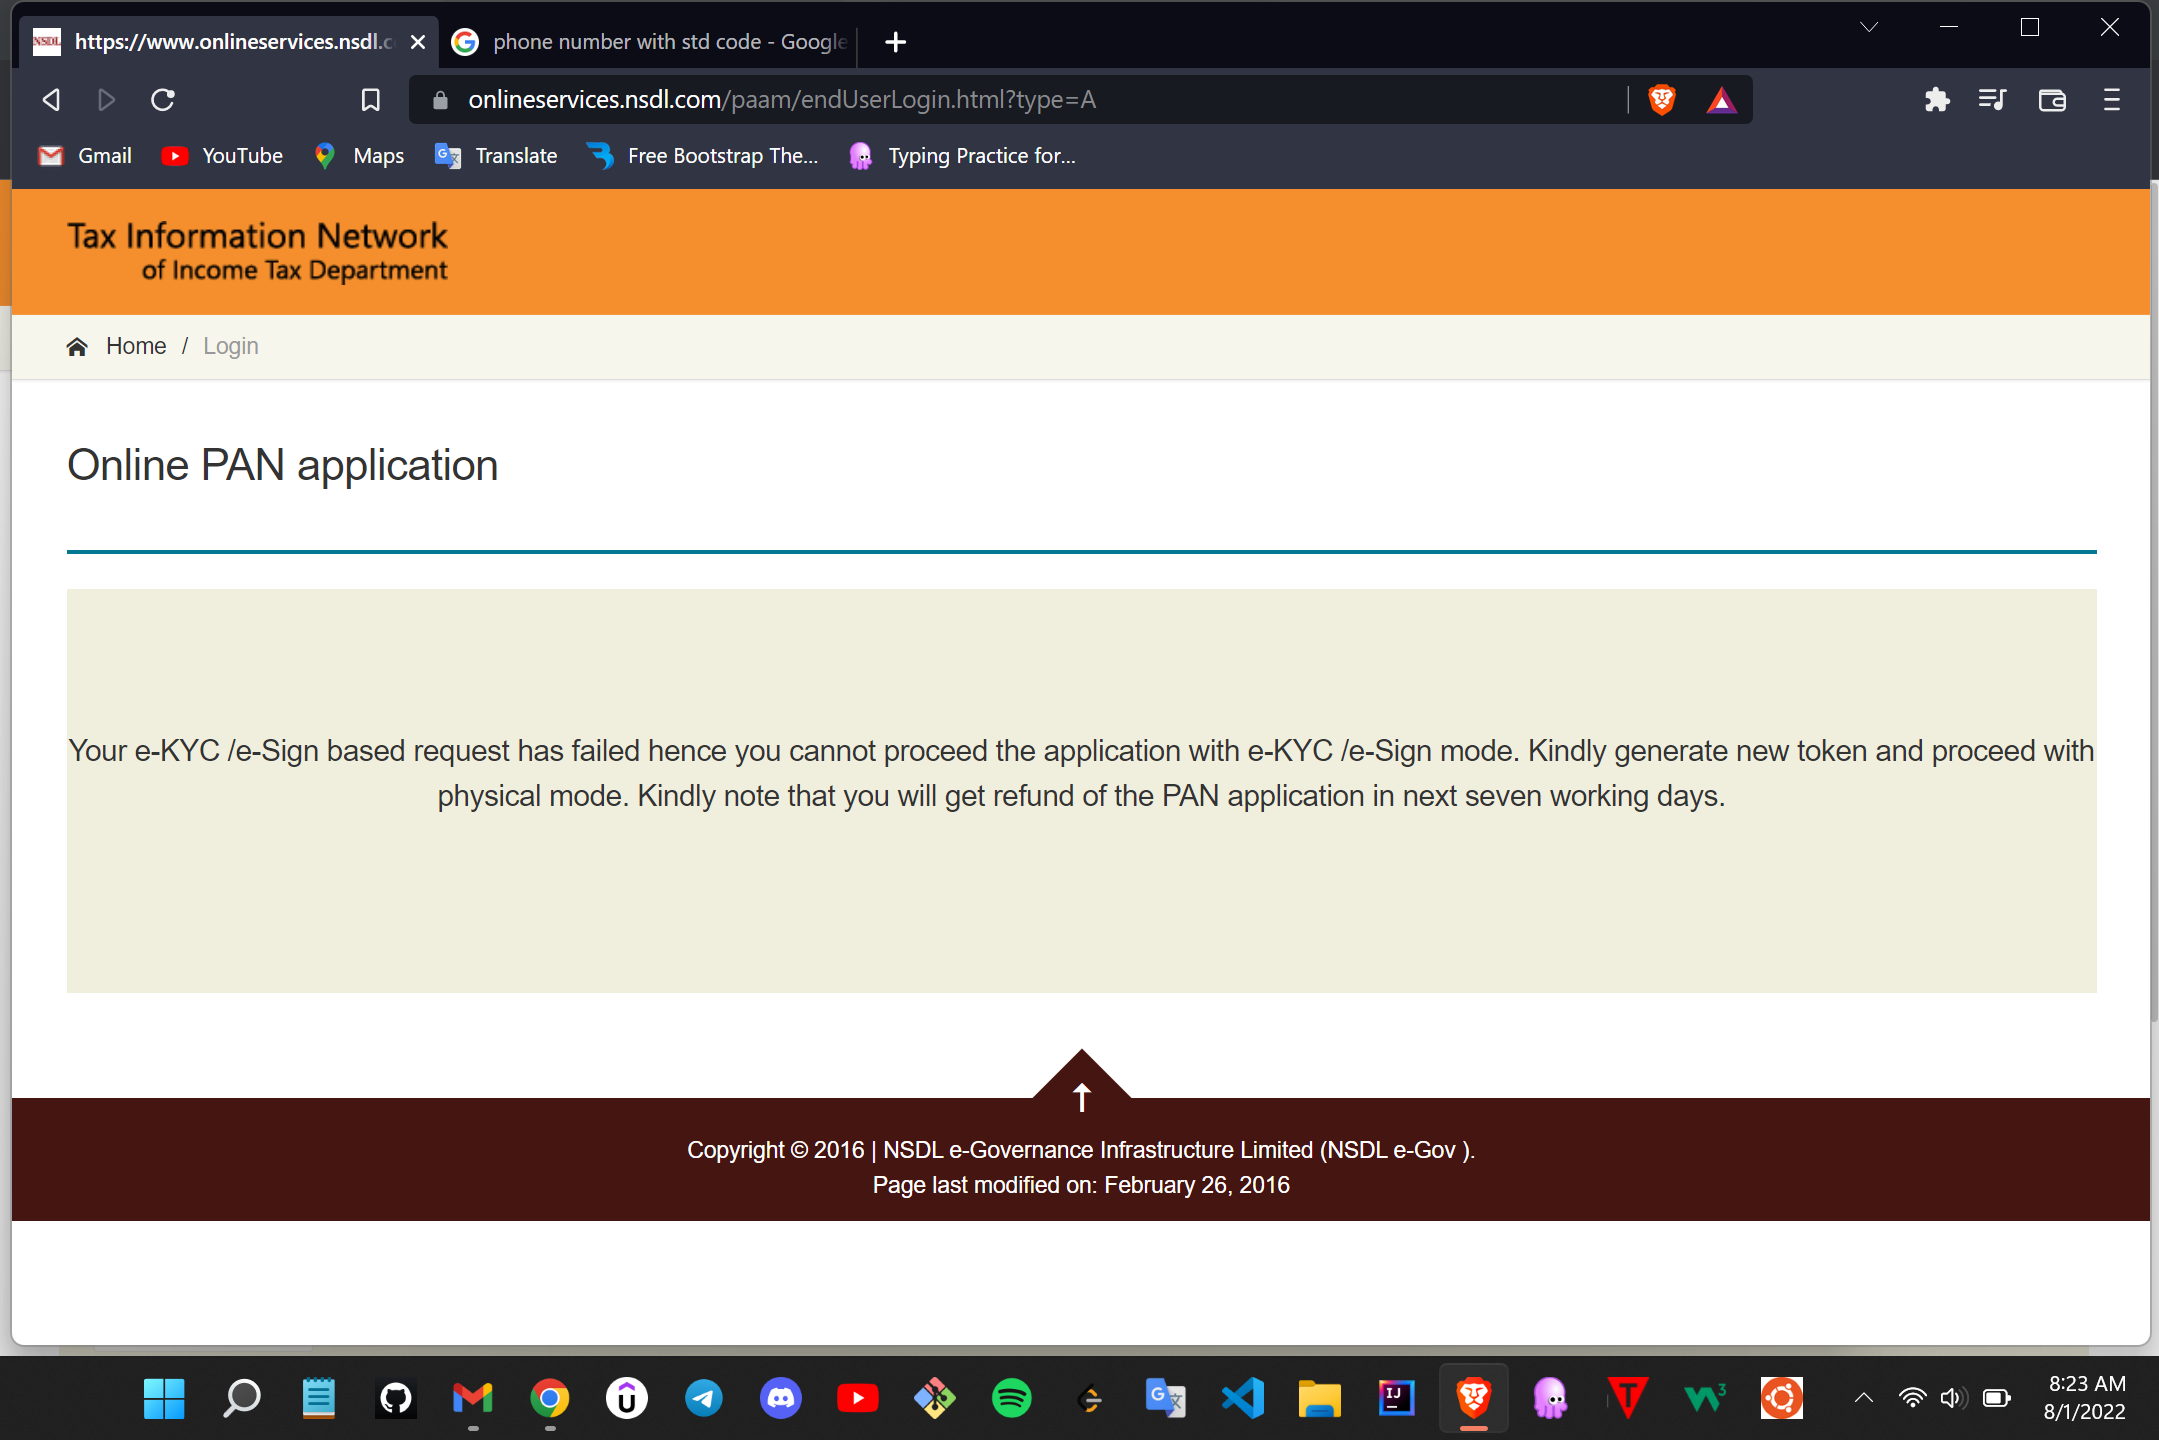 NSDL https://www.onlineservices.nsdl.c
phone number with std code - Google
onlineservices.nsdl.com/paam/endUserLogin.html?type=A
Gmail YouTube Maps Translate Free Bootstrap The... Typing Practice for...
Tax Information Network
of Income Tax Department
Home / Login
Online PAN application
Your e-KYC /e-Sign based request has failed hence you cannot proceed the application with e-KYC /e-Sign mode. Kindly generate new token and proceed with
physical mode. Kindly note that you will get refund of the PAN application in next seven working days.
Copyright © 2016 | NSDL e-Governance Infrastructure Limited (NSDL e-Gov ).
Page last modified on: February 26, 2016
8:23 AM
8/1/2022